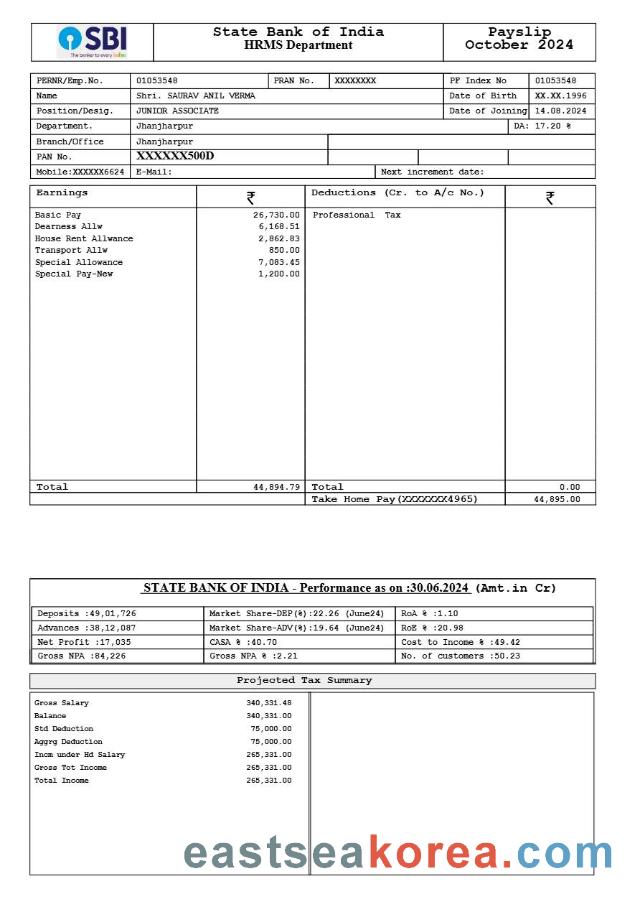 SBI
The banker to every Indian
State Bank of India
HRMS Department
Payslip
October 2024
PERNR/Emp.No. 01053548 PRAN No. XXXXXXXX PF Index No 01053548
Name Shri. SAURAV ANIL VERMA Date of Birth XX.XX.1996
Position/Desig. JUNIOR ASSOCIATE Date of Joining 14.08.2024
Department. Jhanjharpur DA: 17.20 %
Branch/Office Jhanjharpur
PAN No. XXXXXX500D
Mobile:XXXXXX6624 E-Mail: Next increment date:
Earnings ₹ Deductions (Cr. to A/c No.) ₹
Basic Pay 26,730.00 Professional Tax
Dearness Allw 6,168.51
House Rent Allwance 2,862.83
Transport Allw 850.00
Special Allowance 7,083.45
Special Pay-New 1,200.00
Total 44,894.79 Total 0.00
Take Home Pay(XXXXXXX4965) 44,895.00
STATE BANK OF INDIA - Performance as on :30.06.2024 (Amt.in Cr)
Deposits :49,01,726 Market Share-DEP(%):22.26 (June24) RoA % :1.10
Advances :38,12,087 Market Share-ADV(%):19.64 (June24) RoE % :20.98
Net Profit :17,035 CASA % :40.70 Cost to Income % :49.42
Gross NPA :84,226 Gross NPA % :2.21 No. of customers :50.23
Projected Tax Summary
Gross Salary 340,331.48
Balance 340,331.00
Std Deduction 75,000.00
Aggrg Deduction 75,000.00
Incm under Hd Salary 265,331.00
Gross Tot Income 265,331.00
Total Income 265,331.00
eastseakorea.com